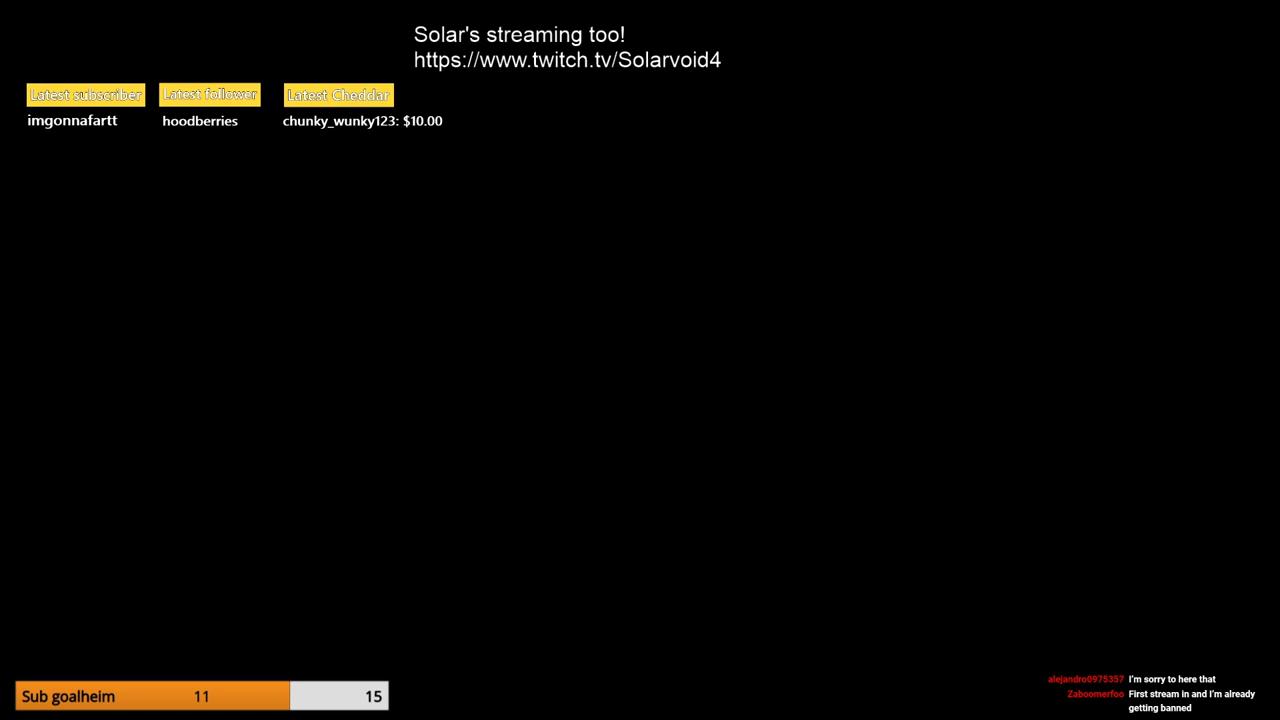 Solar's streaming too!
https://www.twitch.tv/Solarvoid4
Latest subscriber Latest follower Latest Cheddar
imgonnafartt hoodberries chunky_wunky123: $10.00
Sub goalheim 11 15
alejandro0975357 I'm sorry to here that
Zaboomerfoo First stream in and I'm already
getting banned